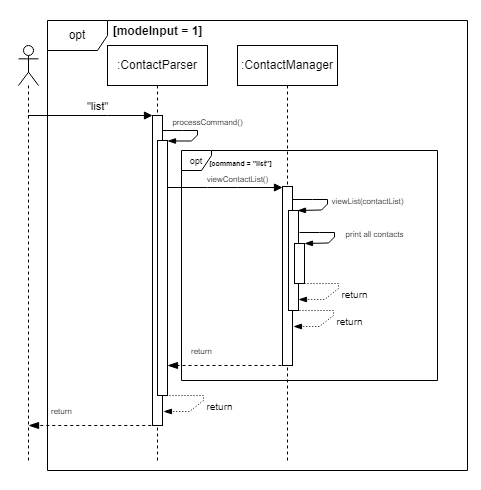 opt
[modeInput = 1]
:ContactParser
:ContactManager
"list"
processCommand()
opt
[command = "list"]
viewContactList()
viewList(contactList)
print all contacts
return
return
return
return
return